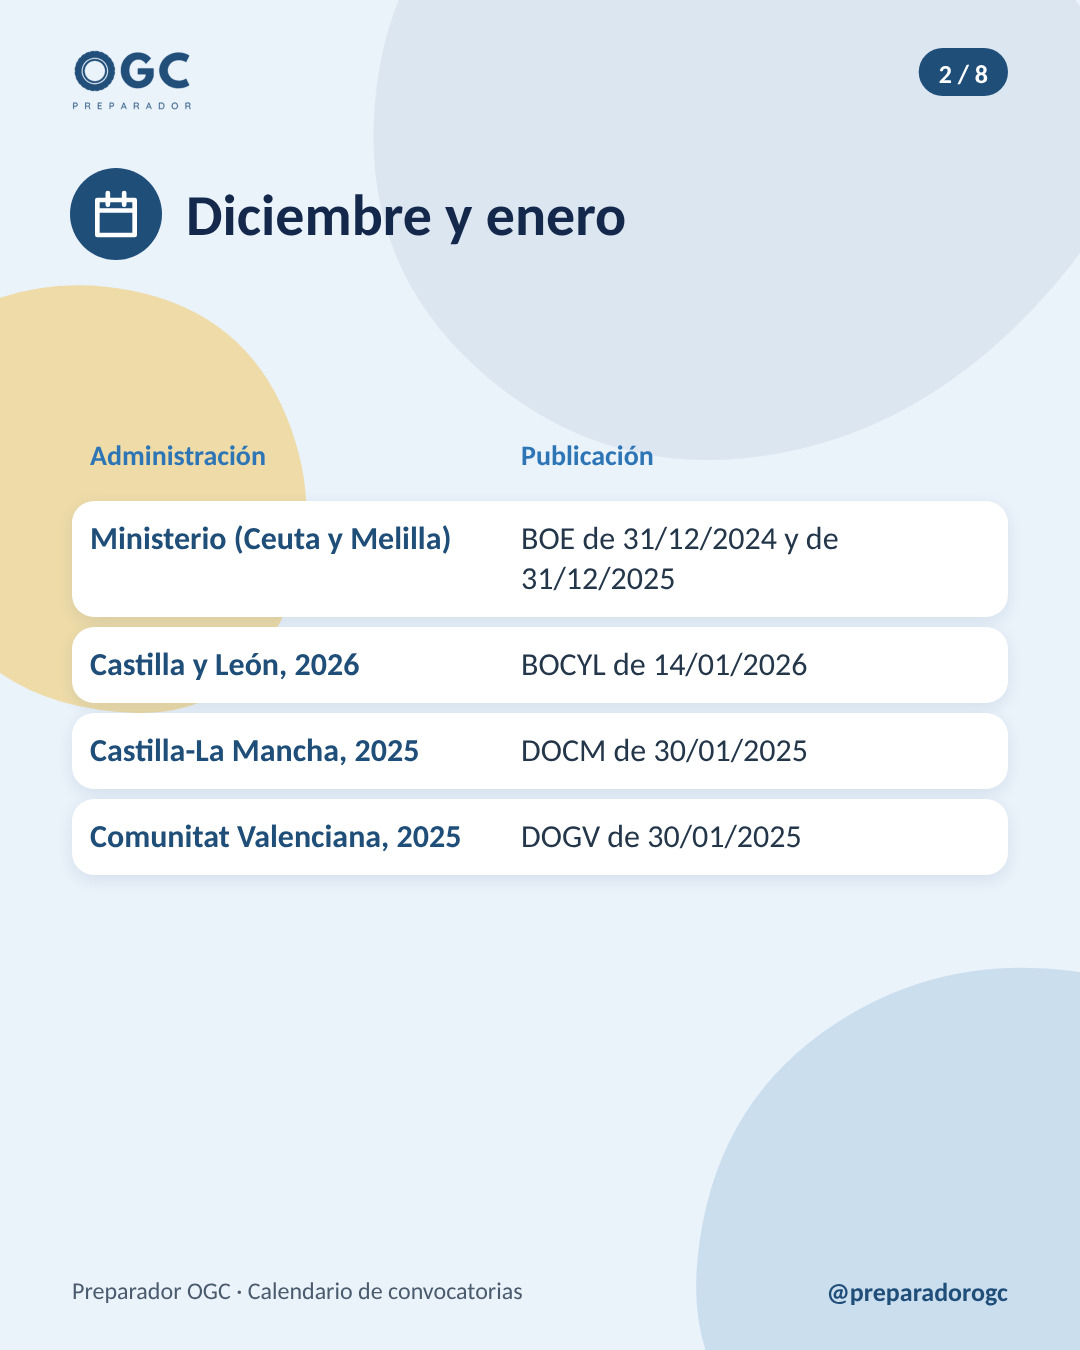 OGC
PREPARADOR
2 / 8
Diciembre y enero
Administración
Publicación
Ministerio (Ceuta y Melilla)
BOE de 31/12/2024 y de
31/12/2025
Castilla y León, 2026
BOCYL de 14/01/2026
Castilla-La Mancha, 2025
DOCM de 30/01/2025
Comunitat Valenciana, 2025
DOGV de 30/01/2025
Preparador OGC · Calendario de convocatorias
@preparadorogc